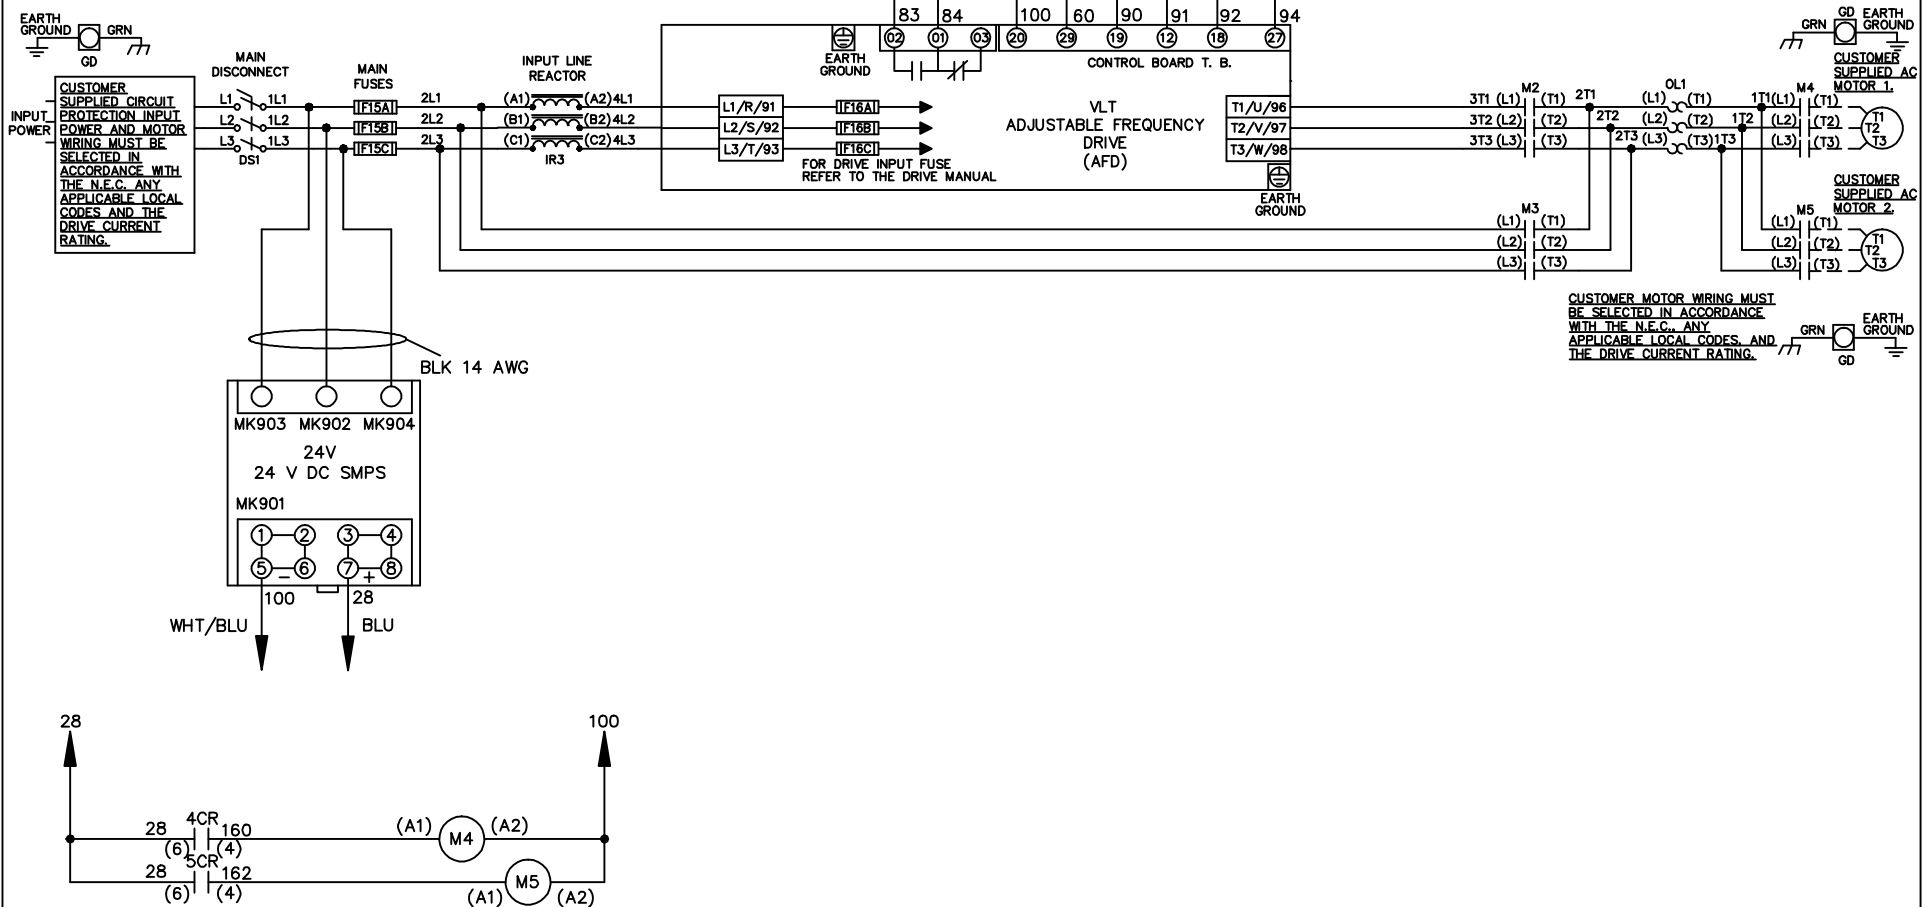 83 84 100 60 90 91 92 94
02 01 03 20 29 19 12 18 27
EARTH
GROUND
GRN
GD
EARTH
GROUND
CONTROL BOARD T. B.
GD
EARTH
GROUND
GRN
CUSTOMER
SUPPLIED CIRCUIT
PROTECTION INPUT
POWER AND MOTOR
WIRING MUST BE
SELECTED IN
ACCORDANCE WITH
THE N.E.C. ANY
APPLICABLE LOCAL
CODES AND THE
DRIVE CURRENT
RATING.
INPUT
POWER
MAIN
DISCONNECT
L1 1L1
L2 1L2
L3 1L3
DS1
MAIN
FUSES
F15A
F15B
F15C
2L1
2L2
2L3
INPUT LINE
REACTOR
(A1) (A2) 4L1
(B1) (B2) 4L2
(C1) (C2) 4L3
IR3
L1/R/91
L2/S/92
L3/T/93
F16A
F16B
F16C
FOR DRIVE INPUT FUSE
REFER TO THE DRIVE MANUAL
VLT
ADJUSTABLE FREQUENCY
DRIVE
(AFD)
T1/U/96
T2/V/97
T3/W/98
EARTH
GROUND
M2
3T1 (L1) (T1) 2T1
3T2 (L2) (T2) 2T2
3T3 (L3) (T3) 2T3
OL1
(L1) (T1) 1T1
(L2) (T2) 1T2
(L3) (T3) 1T3
M4
(L1) (T1)
(L2) (T2)
(L3) (T3)
CUSTOMER
SUPPLIED AC
MOTOR 1.
T1
T2
T3
M3
(L1) (T1)
(L2) (T2)
(L3) (T3)
M5
(L1) (T1)
(L2) (T2)
(L3) (T3)
CUSTOMER
SUPPLIED AC
MOTOR 2.
T1
T2
T3
CUSTOMER MOTOR WIRING MUST
BE SELECTED IN ACCORDANCE
WITH THE N.E.C., ANY
APPLICABLE LOCAL CODES, AND
THE DRIVE CURRENT RATING.
GRN
GD
EARTH
GROUND
BLK 14 AWG
MK903 MK902 MK904
24V
24 V DC SMPS
MK901
1 2 3 4
5 − 6 7 + 8
100 28
WHT/BLU BLU
28 100
4CR
28 160 (A1) M4 (A2)
(6) (4)
5CR
28 162 M5
(6) (4) (A1) (A2)